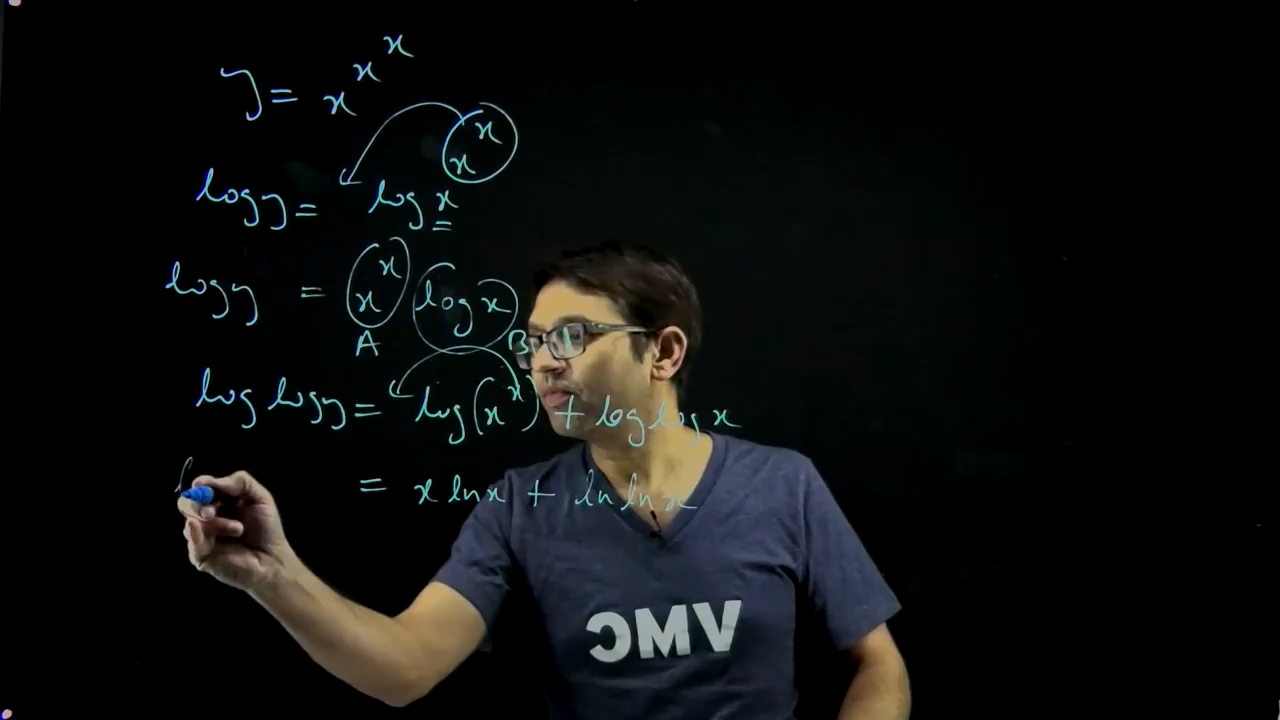 y = x^x^x
log y = log x^x^x
log y = x^x log x
A B
log log y = log(x^x) + log log x
= x ln x + ln ln x
VMC